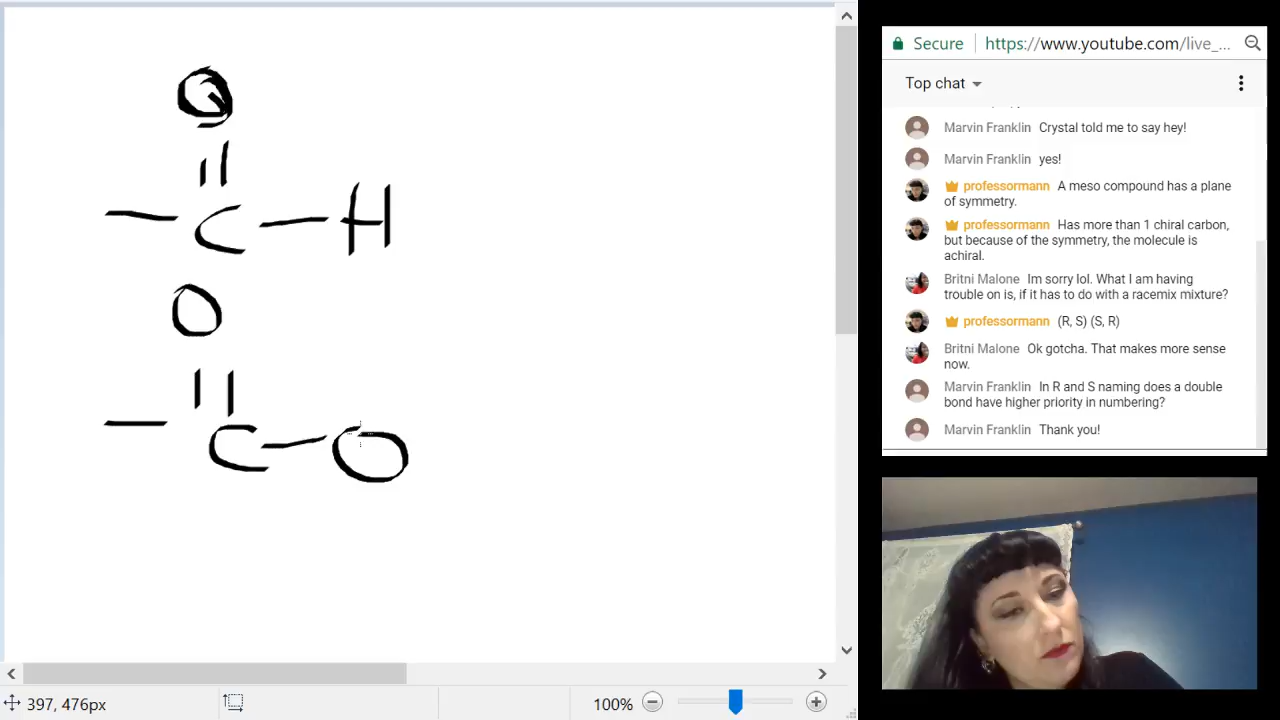 O
||
— C — H
O
||
— C — O
397, 476px
100%
Secure https://www.youtube.com/live_...
Top chat
Marvin Franklin Crystal told me to say hey!
Marvin Franklin yes!
professormann A meso compound has a plane
of symmetry.
professormann Has more than 1 chiral carbon,
but because of the symmetry, the molecule is
achiral.
Britni Malone Im sorry lol. What I am having
trouble on is, if it has to do with a racemix mixture?
professormann (R, S) (S, R)
Britni Malone Ok gotcha. That makes more sense
now.
Marvin Franklin In R and S naming does a double
bond have higher priority in numbering?
Marvin Franklin Thank you!